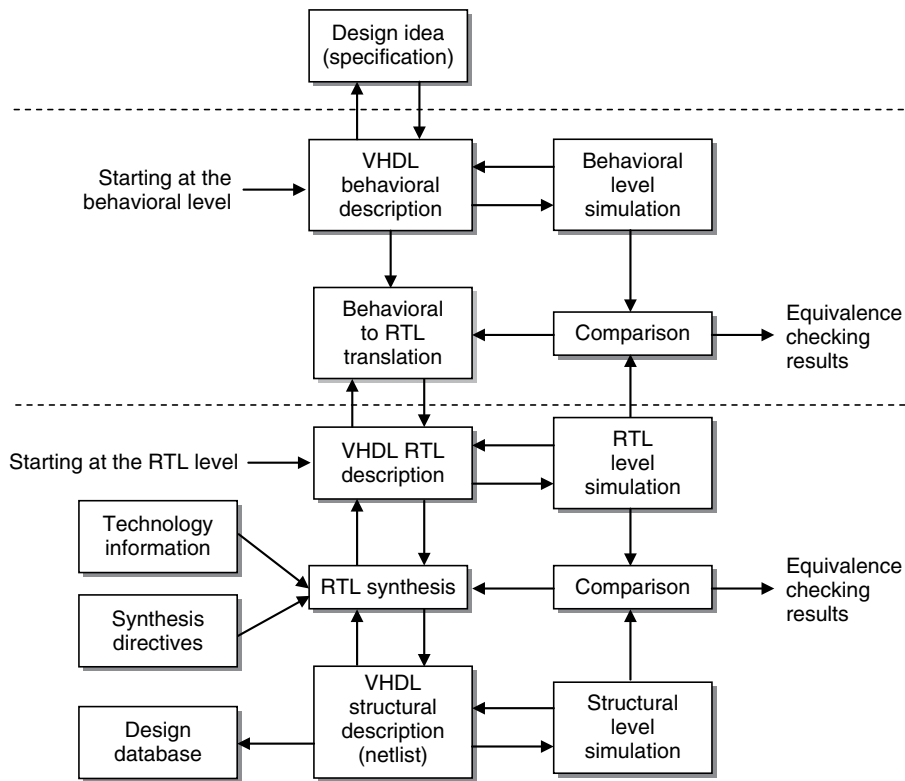 Design idea
(specification)
Starting at the
behavioral level
VHDL
behavioral
description
Behavioral
level
simulation
Behavioral
to RTL
translation
Comparison
Equivalence
checking
results
Starting at the RTL level
VHDL RTL
description
RTL
level
simulation
Technology
information
RTL synthesis
Comparison
Equivalence
checking
results
Synthesis
directives
VHDL
structural
description
(netlist)
Structural
level
simulation
Design
database